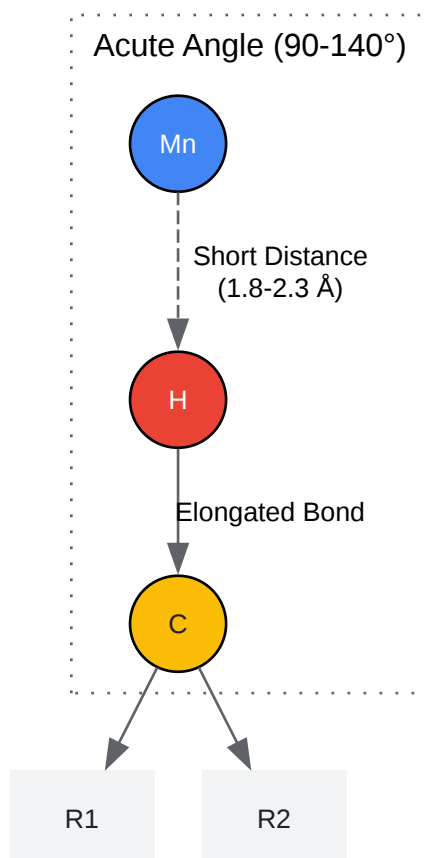 Acute Angle (90-140°)
Mn
Short Distance
(1.8-2.3 Å)
H
Elongated Bond
C
R1
R2